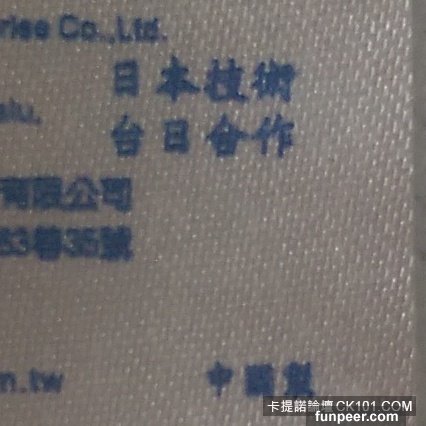 rise Co.,Ltd.
日本技術
alu.
台日合作
有限公司
63巷35號
n.tw
中國製
卡提諾論壇 CK101.COM
funpeer.com